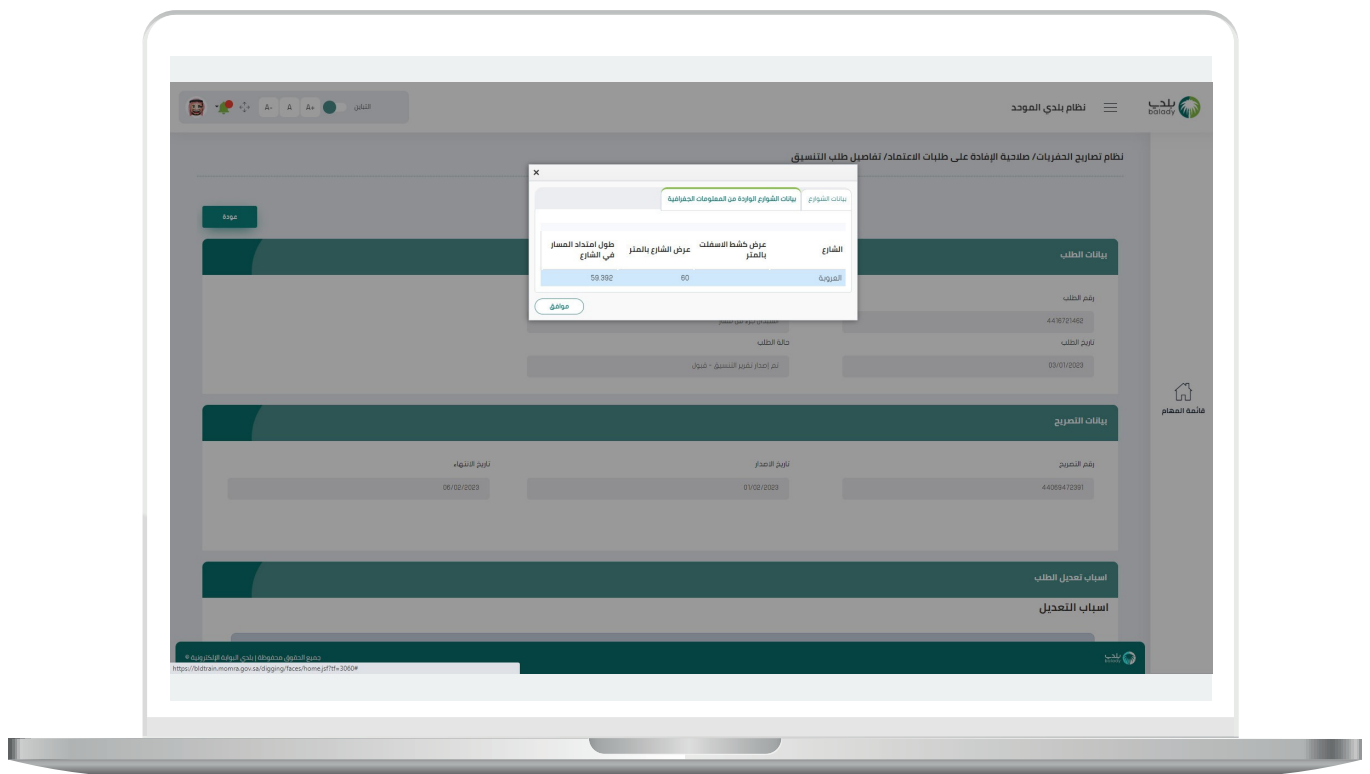 بلدي
balady
نظام بلدي الموحد
التباين
A+ A A-
نظام تصاريح الحفريات/ صلاحية الإفادة على طلبات الاعتماد/ تفاصيل طلب التنسيق
عودة
×
بيانات الشوارع
بيانات الشوارع الواردة من المعلومات الجغرافية
الشارع عرض كشط الاسفلت بالمتر عرض الشارع بالمتر طول امتداد المسار في الشارع
العروبة 60 59.392
موافق
بيانات الطلب
رقم الطلب
4416721462
تاريخ الطلب حالة الطلب
03/01/2023 تم إصدار تقرير التنسيق - قبول
قائمة المهام
بيانات التصريح
رقم التصريح تاريخ الاصدار تاريخ الانتهاء
44069472391 01/02/2023 06/02/2023
اسباب تعديل الطلب
اسباب التعديل
بلدي
balady
جميع الحقوق محفوظة | بلدي البوابة الإلكترونية ©
https://bldtrain.momra.gov.sa/digging/faces/home.jsf?tf=3060#